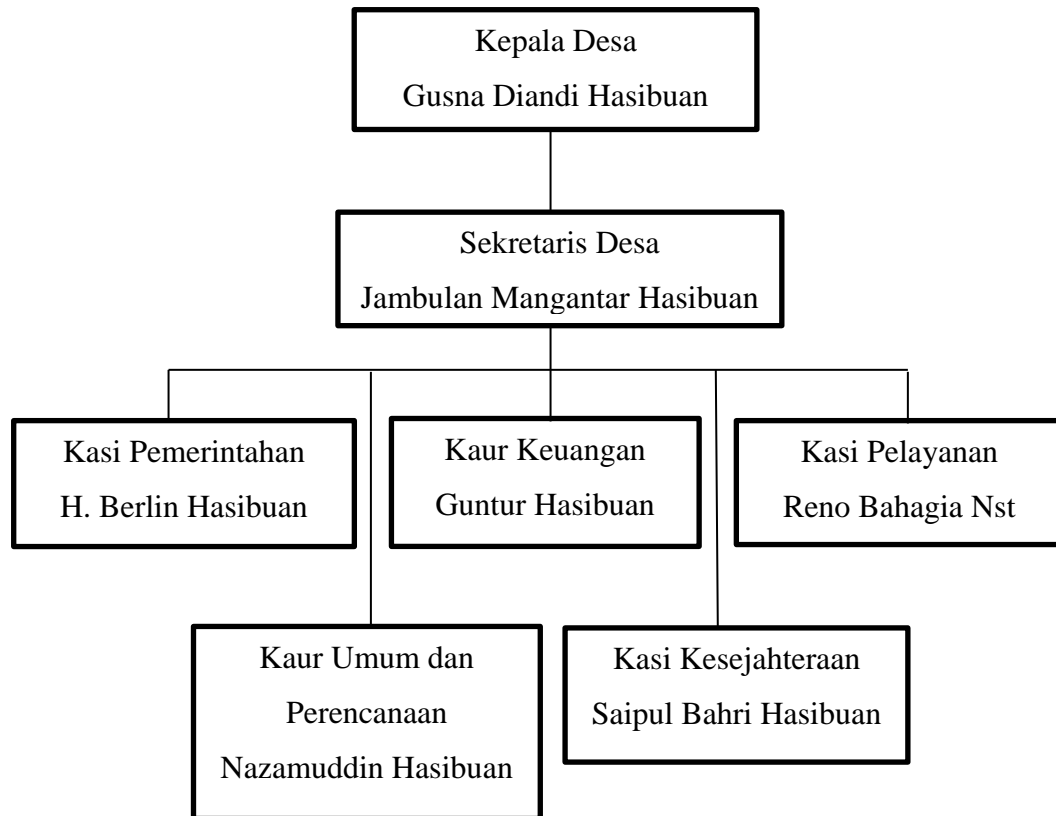 Kepala Desa
Gusna Diandi Hasibuan
Sekretaris Desa
Jambulan Mangantar Hasibuan
Kasi Pemerintahan
H. Berlin Hasibuan
Kaur Keuangan
Guntur Hasibuan
Kasi Pelayanan
Reno Bahagia Nst
Kaur Umum dan
Perencanaan
Nazamuddin Hasibuan
Kasi Kesejahteraan
Saipul Bahri Hasibuan